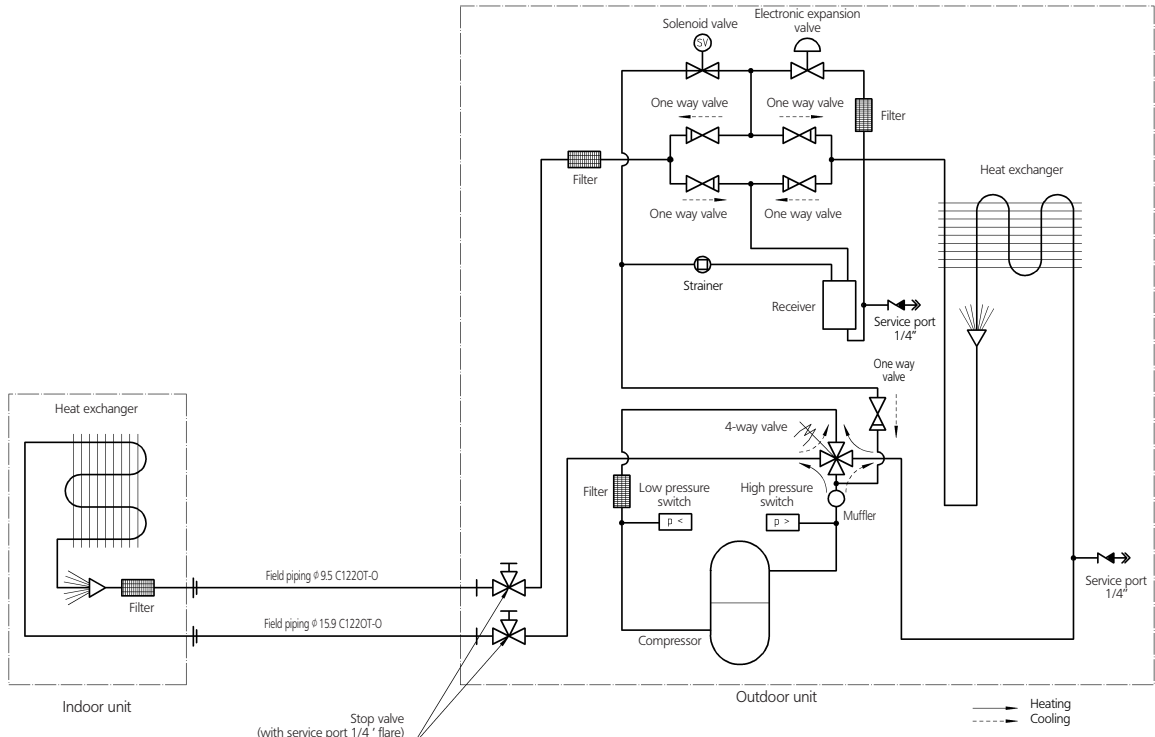 Solenoid valve
Electronic expansion
valve
SV
One way valve
One way valve
Filter
Filter
One way valve
One way valve
Heat exchanger
Strainer
Receiver
Service port
1/4"
One way
valve
Heat exchanger
4-way valve
Filter
Low pressure
switch
p <
High pressure
switch
p >
Muffler
Field piping ϕ 9.5 C1220T-O
Filter
Field piping ϕ 15.9 C1220T-O
Compressor
Service port
1/4"
Indoor unit
Outdoor unit
Stop valve
(with service port 1/4 ' flare)
Heating
Cooling